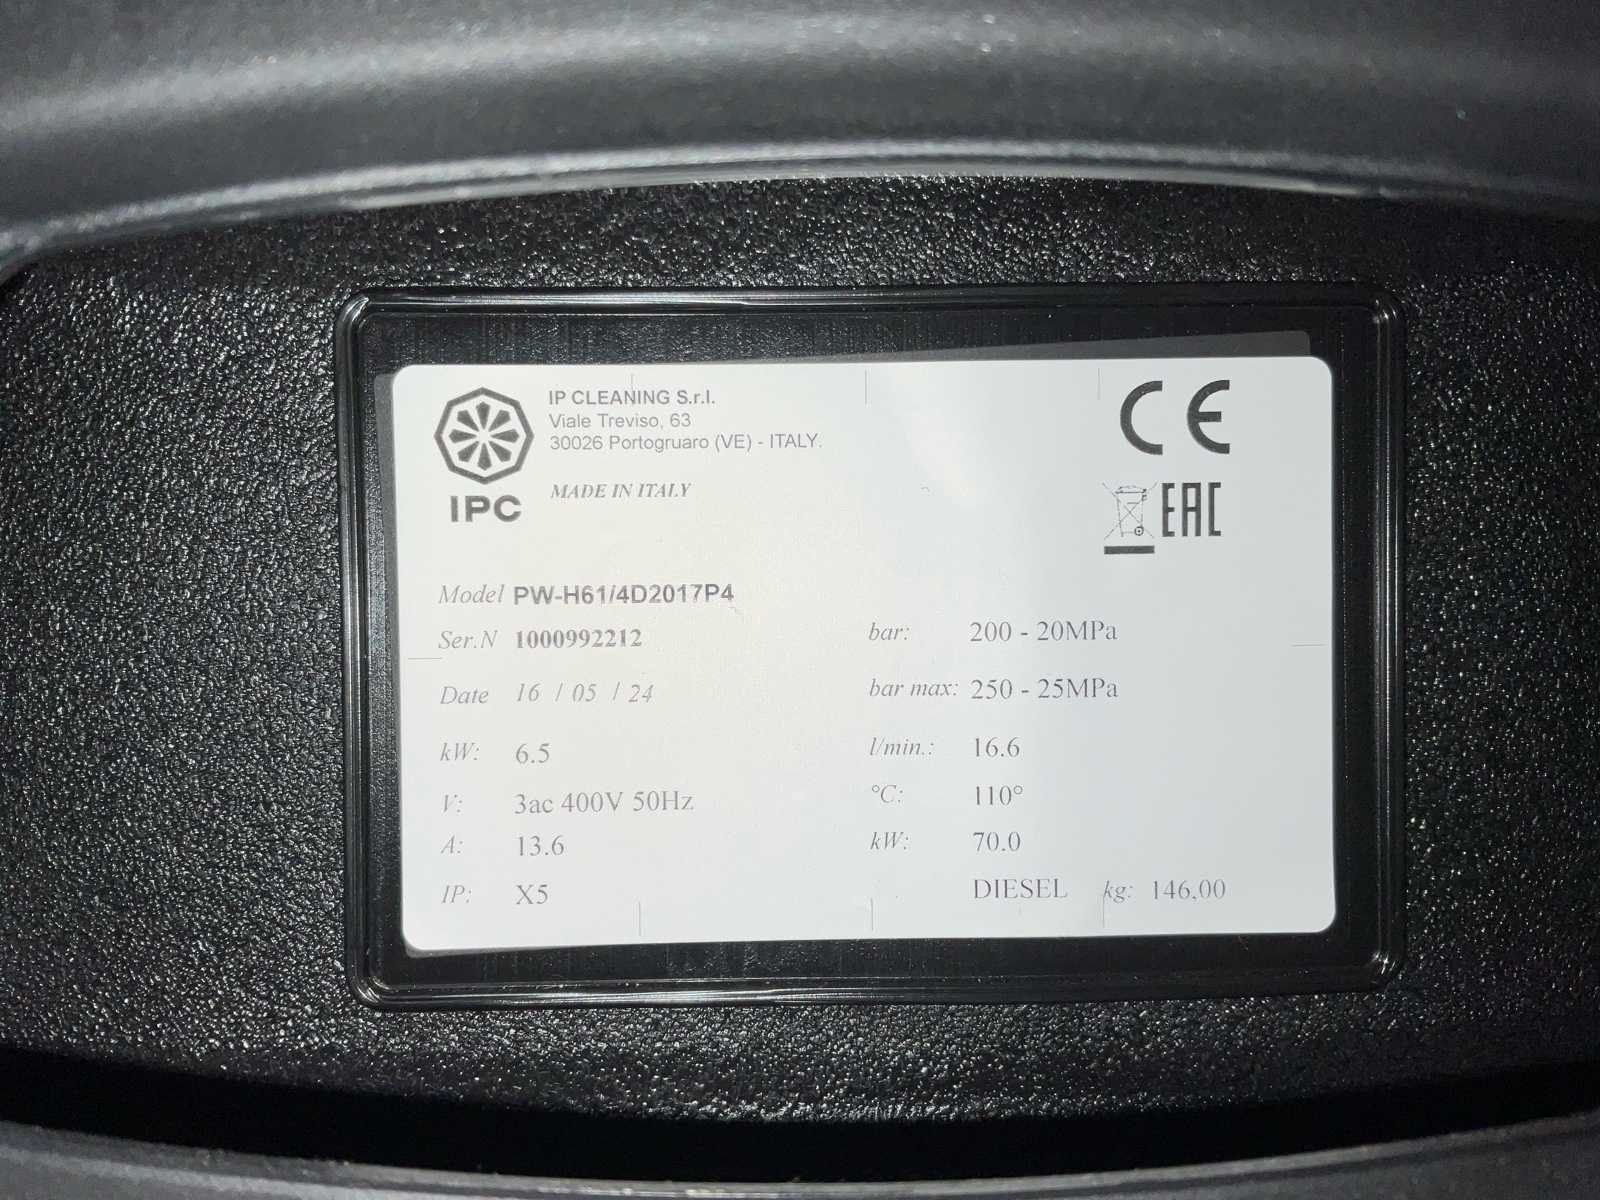 IP CLEANING S.r.l.
Viale Treviso, 63
30026 Portogruaro (VE) - ITALY.
MADE IN ITALY
IPC
CE
EAC
Model PW-H61/4D2017P4
Ser.N 1000992212
Date 16 / 05 / 24
kW: 6.5
V: 3ac 400V 50Hz
A: 13.6
IP: X5
bar: 200 - 20MPa
bar max: 250 - 25MPa
l/min.: 16.6
°C: 110°
kW: 70.0
DIESEL kg: 146,00